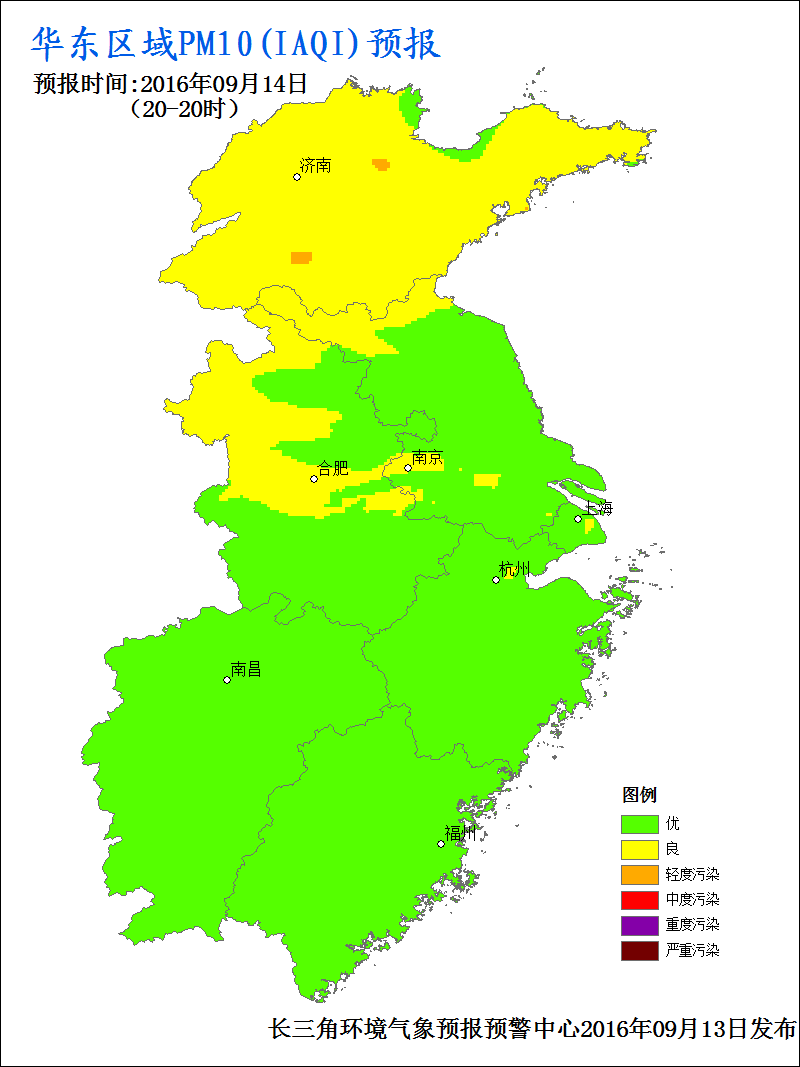 华东区域PM10(IAQI)预报
预报时间:2016年09月14日
（20-20时）
济南
南京
合肥
上海
杭州
南昌
福州
图例
优
良
轻度污染
中度污染
重度污染
严重污染
长三角环境气象预报预警中心2016年09月13日发布